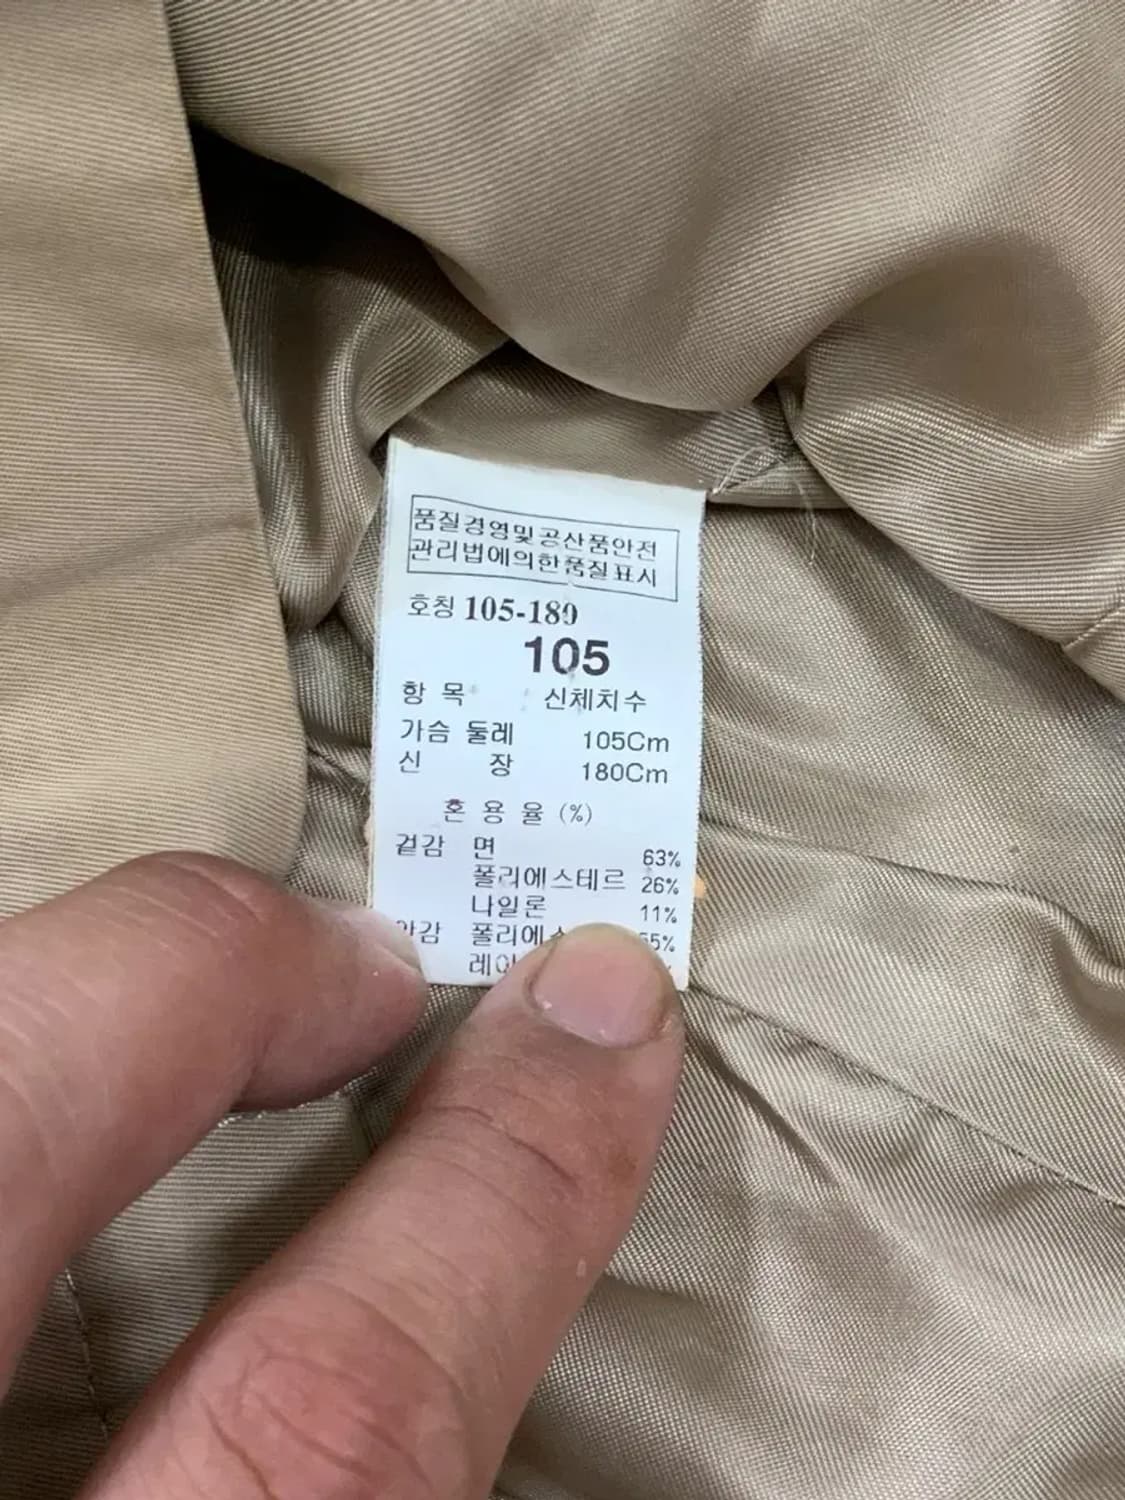 품질경영및공산품안전
관리법에의한품질표시
호칭 105-180
105
항 목 신체치수
가슴 둘레 105Cm
신 장 180Cm
혼 용 율 (%)
겉감 면 63%
폴리에스테르 26%
나일론 11%
안감